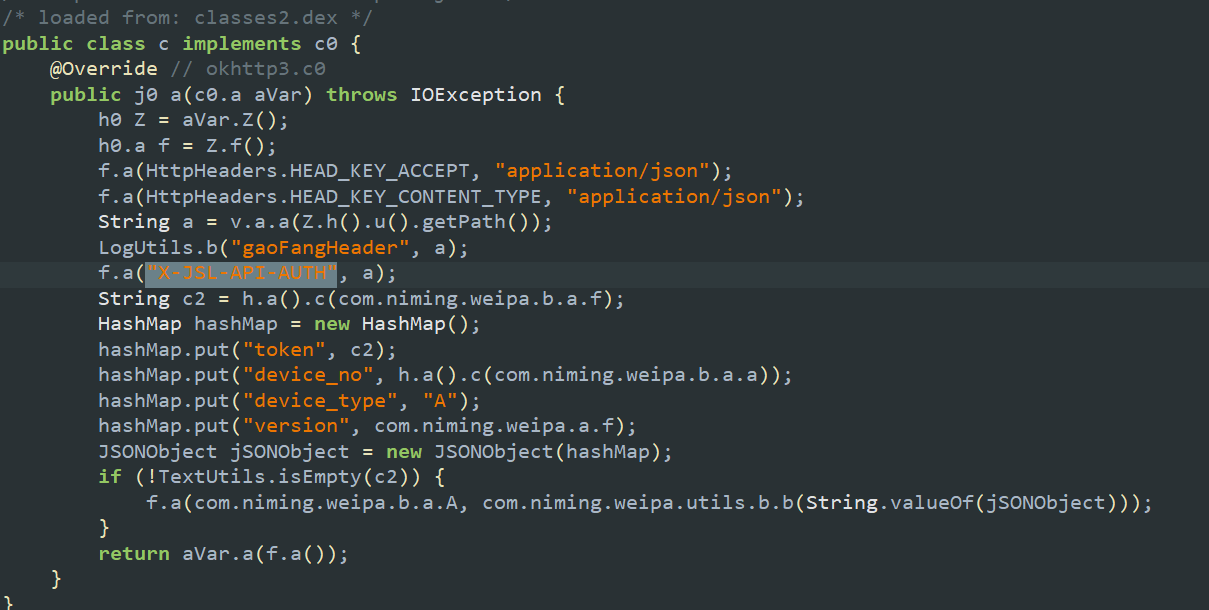 /* loaded from: classes2.dex */
public class c implements c0 {
@Override // okhttp3.c0
public j0 a(c0.a aVar) throws IOException {
h0 Z = aVar.Z();
h0.a f = Z.f();
f.a(HttpHeaders.HEAD_KEY_ACCEPT, "application/json");
f.a(HttpHeaders.HEAD_KEY_CONTENT_TYPE, "application/json");
String a = v.a.a(Z.h().u().getPath());
LogUtils.b("gaoFangHeader", a);
f.a("X-JSL-API-AUTH", a);
String c2 = h.a().c(com.niming.weipa.b.a.f);
HashMap hashMap = new HashMap();
hashMap.put("token", c2);
hashMap.put("device_no", h.a().c(com.niming.weipa.b.a.a));
hashMap.put("device_type", "A");
hashMap.put("version", com.niming.weipa.a.f);
JSONObject jSONObject = new JSONObject(hashMap);
if (!TextUtils.isEmpty(c2)) {
f.a(com.niming.weipa.b.a.A, com.niming.weipa.utils.b.b(String.valueOf(jSONObject)));
}
return aVar.a(f.a());
}
}